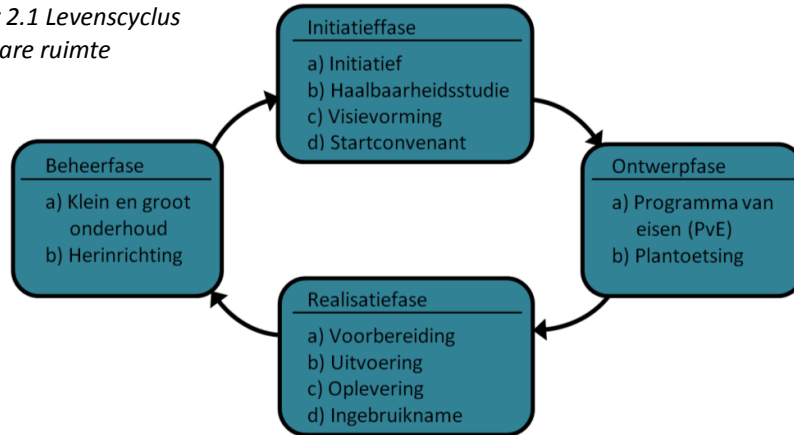 2.1 Levenscyclus
are ruimte
Initiatieffase
a) Initiatief
b) Haalbaarheidsstudie
c) Visievorming
d) Startconvenant
Beheerfase
a) Klein en groot
onderhoud
b) Herinrichting
Ontwerpfase
a) Programma van
eisen (PvE)
b) Plantoetsing
Realisatiefase
a) Voorbereiding
b) Uitvoering
c) Oplevering
d) Ingebruikname